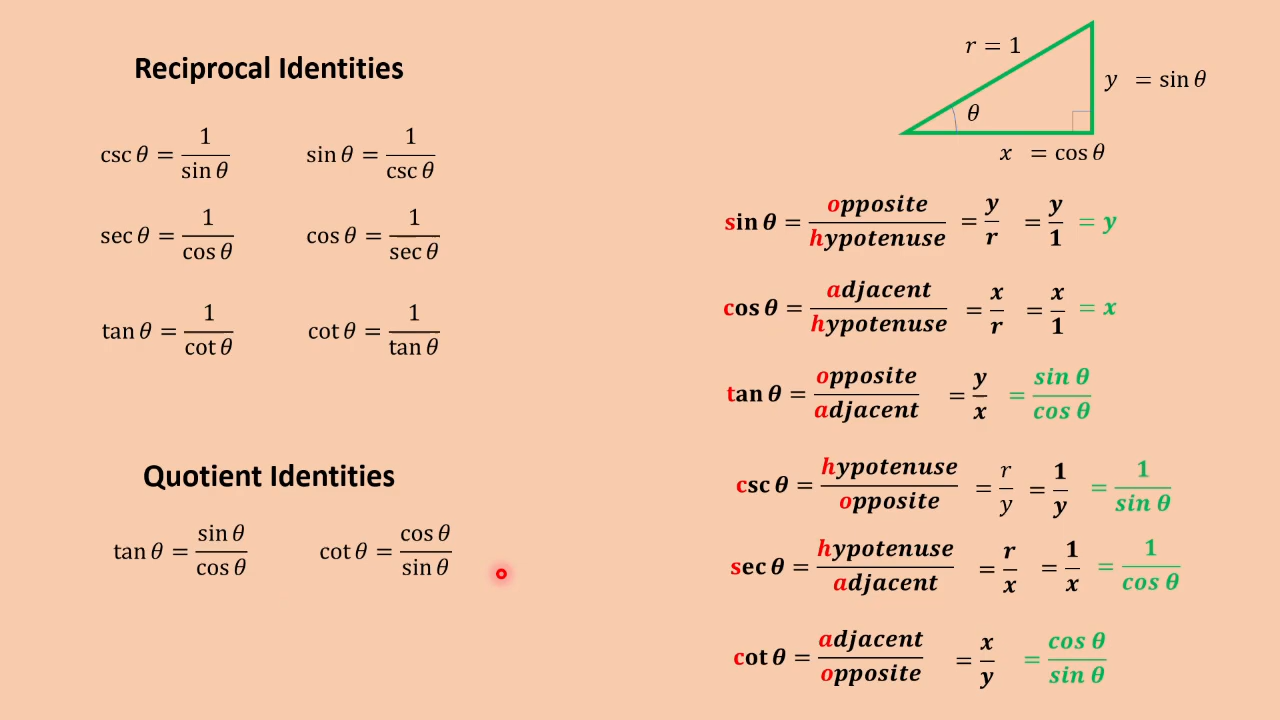 Reciprocal Identities
csc θ = 1/sin θ    sin θ = 1/csc θ
sec θ = 1/cos θ    cos θ = 1/sec θ
tan θ = 1/cot θ    cot θ = 1/tan θ
Quotient Identities
tan θ = sin θ/cos θ    cot θ = cos θ/sin θ
r = 1
y = sin θ
θ
x = cos θ
sin θ = opposite/hypotenuse = y/r = y/1 = y
cos θ = adjacent/hypotenuse = x/r = x/1 = x
tan θ = opposite/adjacent = y/x = sin θ/cos θ
csc θ = hypotenuse/opposite = r/y = 1/y = 1/sin θ
sec θ = hypotenuse/adjacent = r/x = 1/x = 1/cos θ
cot θ = adjacent/opposite = x/y = cos θ/sin θ